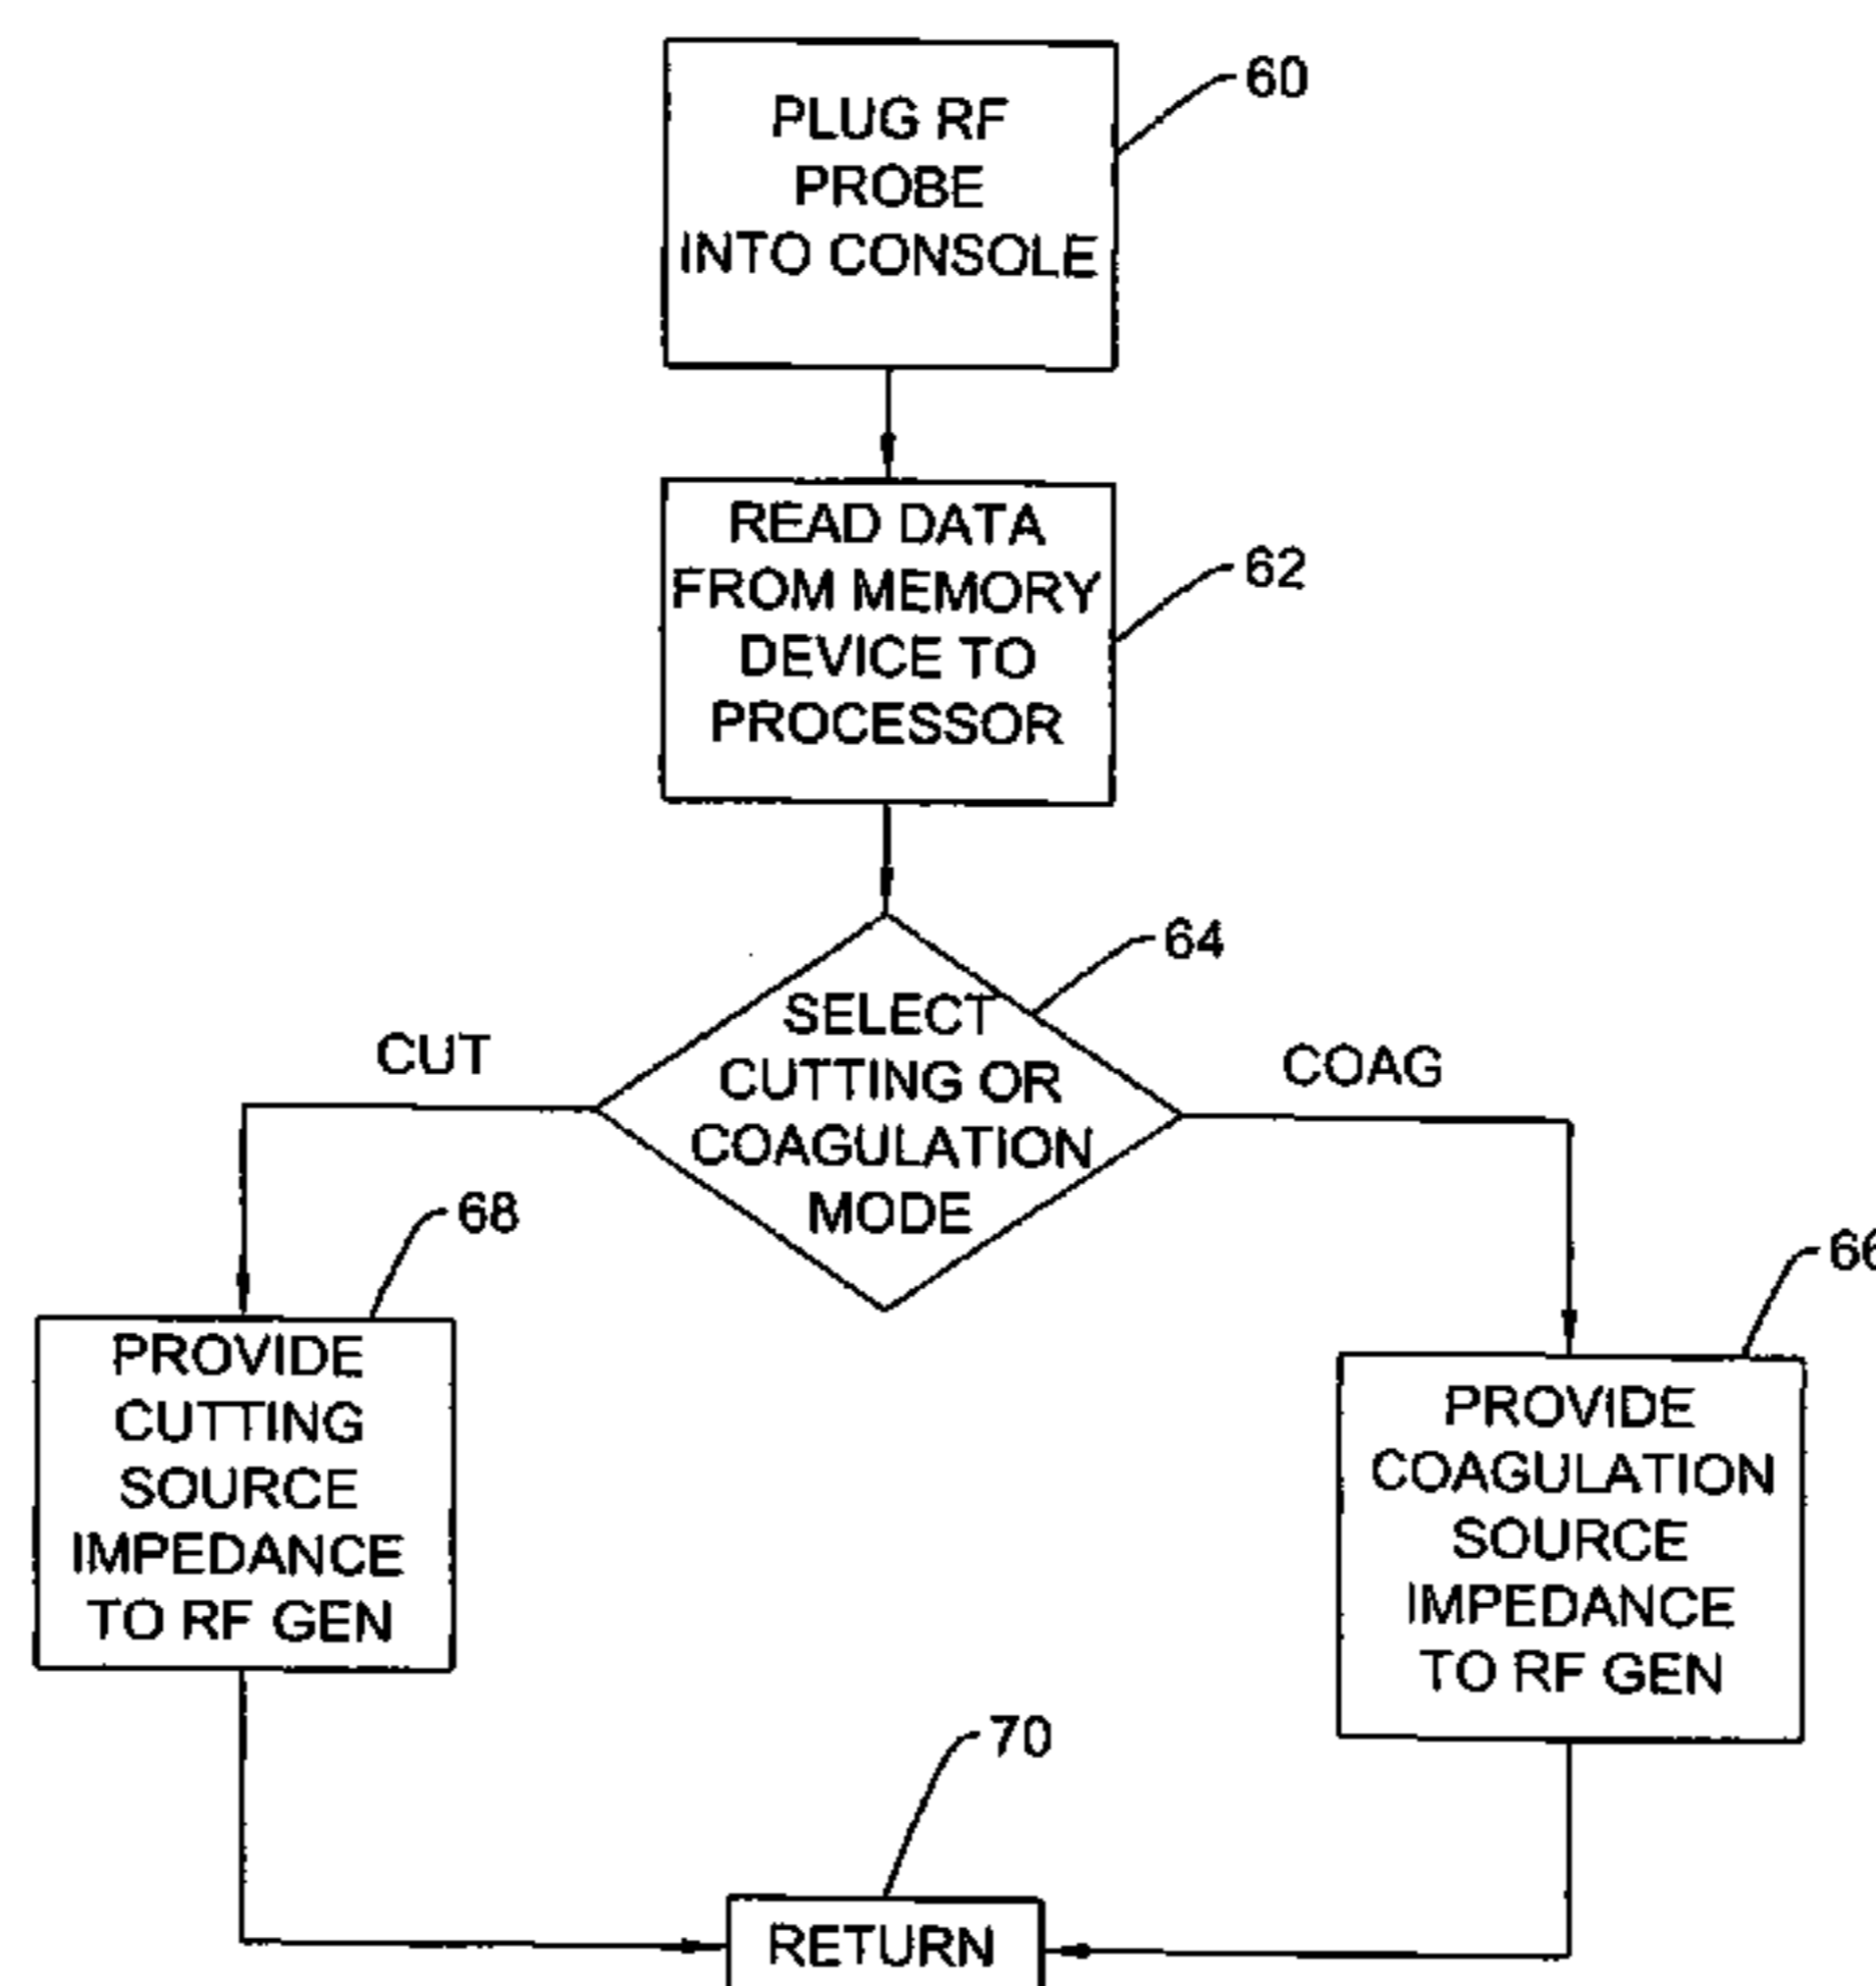 PLUG RF
PROBE
INTO CONSOLE
60
READ DATA
FROM MEMORY
DEVICE TO
PROCESSOR
62
64
SELECT
CUTTING OR
COAGULATION
MODE
CUT
COAG
68
PROVIDE
CUTTING
SOURCE
IMPEDANCE
TO RF GEN
66
PROVIDE
COAGULATION
SOURCE
IMPEDANCE
TO RF GEN
70
RETURN